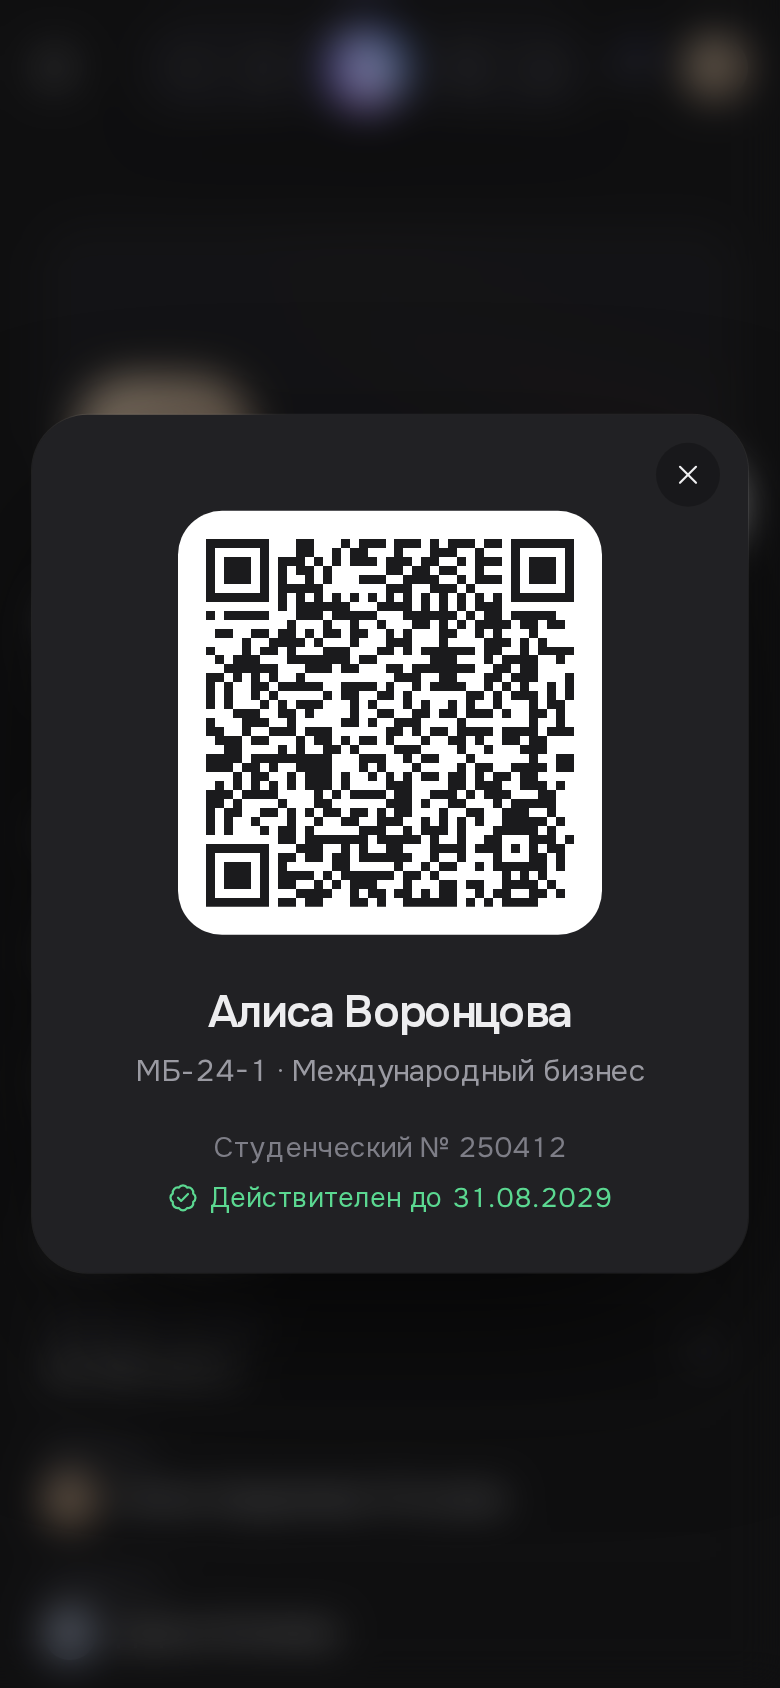 Алиса Воронцова
МБ-24-1 · Международный бизнес
Студенческий № 250412
Действителен до 31.08.2029